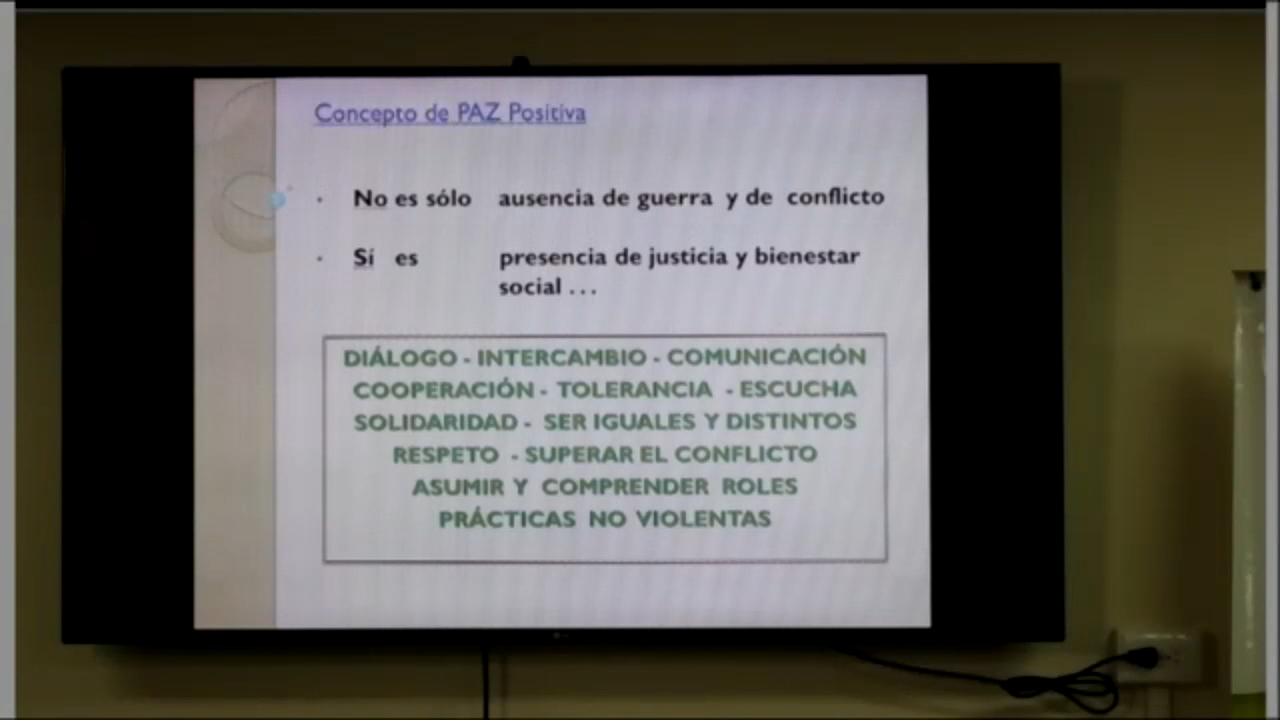 Concepto de PAZ Positiva
· No es sólo ausencia de guerra y de conflicto
· Sí es presencia de justicia y bienestar
social ...
DIÁLOGO - INTERCAMBIO - COMUNICACIÓN
COOPERACIÓN - TOLERANCIA - ESCUCHA
SOLIDARIDAD - SER IGUALES Y DISTINTOS
RESPETO - SUPERAR EL CONFLICTO
ASUMIR Y COMPRENDER ROLES
PRÁCTICAS NO VIOLENTAS